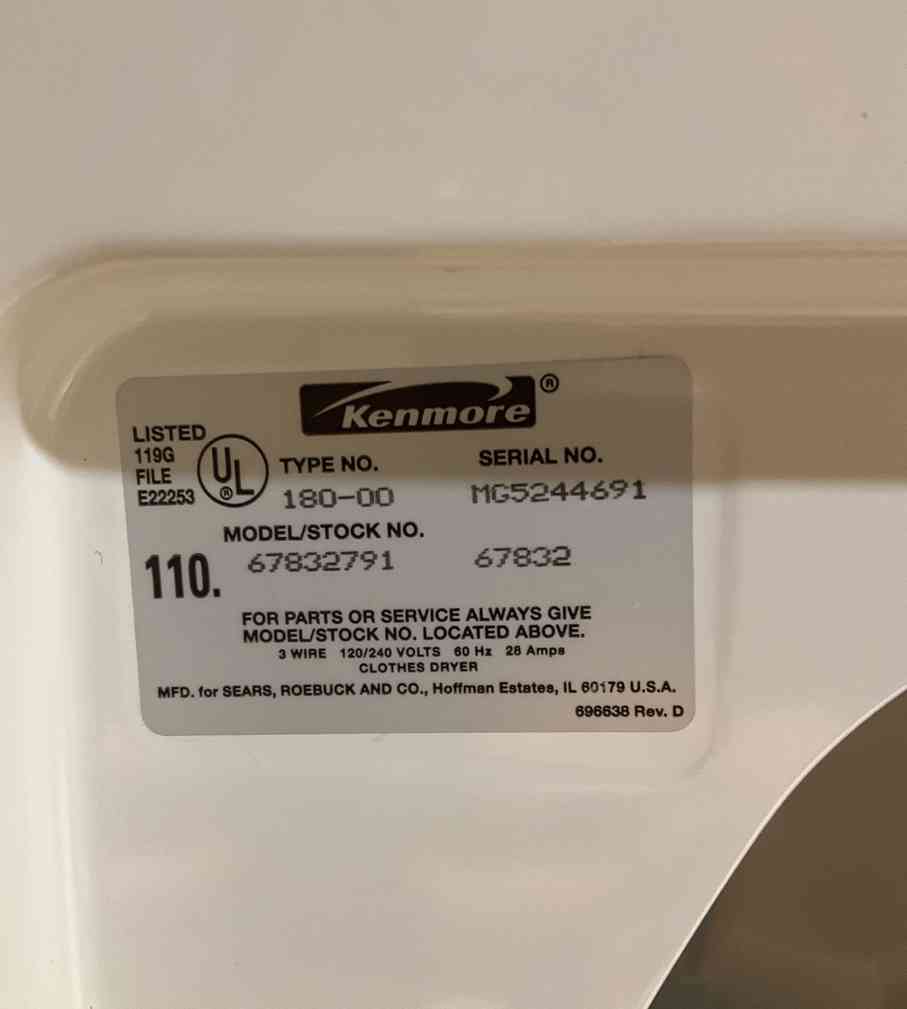 Kenmore®
LISTED
119G
FILE
E22253
UL®
TYPE NO.
180-00
SERIAL NO.
MG5244691
MODEL/STOCK NO.
110. 67832791 67832
FOR PARTS OR SERVICE ALWAYS GIVE
MODEL/STOCK NO. LOCATED ABOVE.
3 WIRE 120/240 VOLTS 60 Hz 28 Amps
CLOTHES DRYER
MFD. for SEARS, ROEBUCK AND CO., Hoffman Estates, IL 60179 U.S.A.
696638 Rev. D